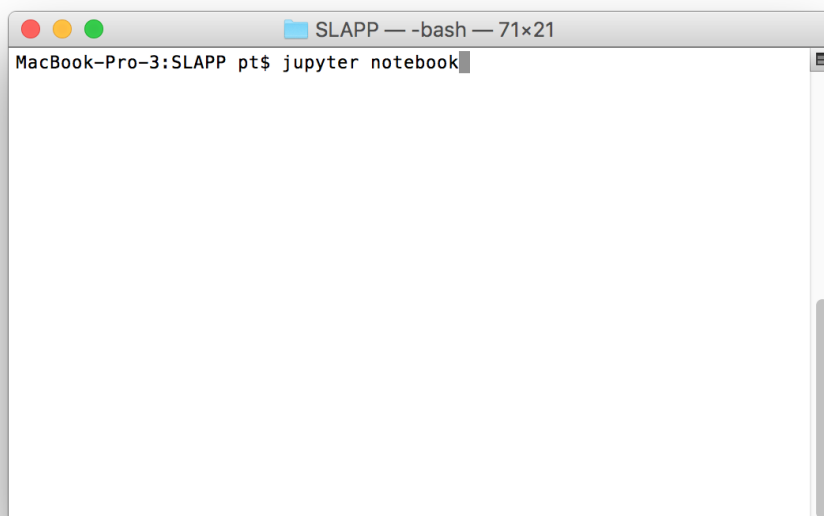 SLAPP — -bash — 71×21
MacBook-Pro-3:SLAPP pt$ jupyter notebook